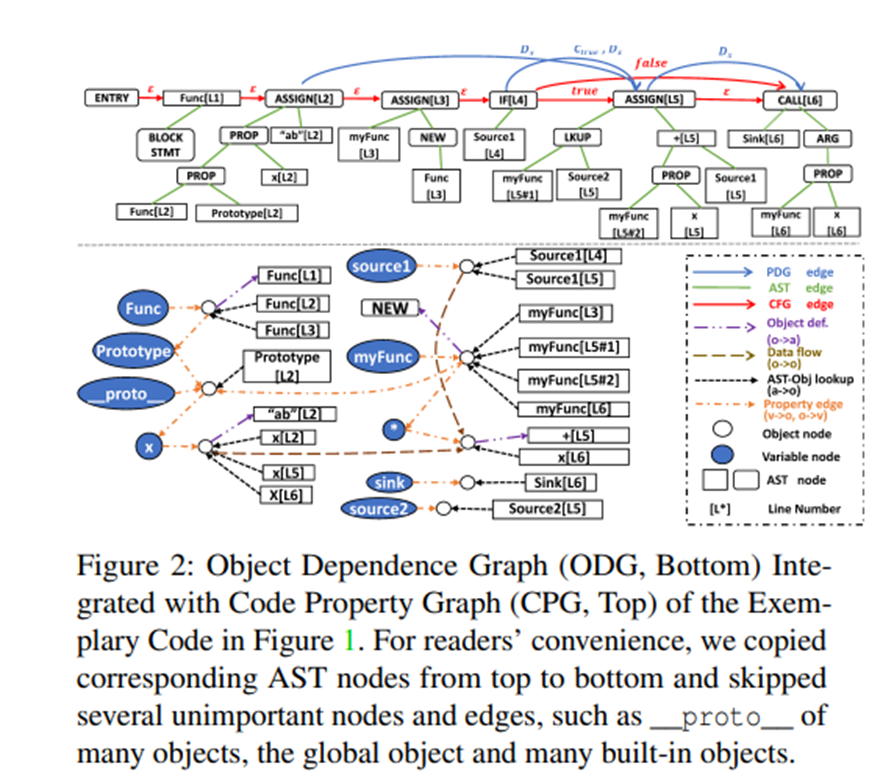 Dx Ctrue , Dx Dx
false
ENTRY ε Func[L1] ε ASSIGN[L2] ε ASSIGN[L3] ε IF[L4] true ASSIGN[L5] ε CALL[L6]
BLOCK STMT PROP "ab"[L2] myFunc [L3] NEW Source1 [L4] LKUP +[L5] Sink[L6] ARG
PROP x[L2] Func [L3] myFunc [L5#1] Source2 [L5] PROP Source1 [L5] PROP
Func[L2] Prototype[L2] myFunc [L5#2] x [L5] myFunc [L6] x [L6]
Func
Prototype
__proto__
x
Func[L1]
Func[L2]
Func[L3]
Prototype
[L2]
"ab"[L2]
x[L2]
x[L5]
X[L6]
source1
NEW
myFunc
*
sink
source2
Source1[L4]
Source1[L5]
myFunc[L3]
myFunc[L5#1]
myFunc[L5#2]
myFunc[L6]
+[L5]
x[L6]
Sink[L6]
Source2[L5]
PDG edge
AST edge
CFG edge
Object def.
(o->a)
Data flow
(o->o)
AST-Obj lookup
(a->o)
Property edge
(v->o, o->v)
Object node
Variable node
AST node
[L*] Line Number
Figure 2: Object Dependence Graph (ODG, Bottom) Inte-
grated with Code Property Graph (CPG, Top) of the Exem-
plary Code in Figure 1. For readers' convenience, we copied
corresponding AST nodes from top to bottom and skipped
several unimportant nodes and edges, such as __proto__ of
many objects, the global object and many built-in objects.